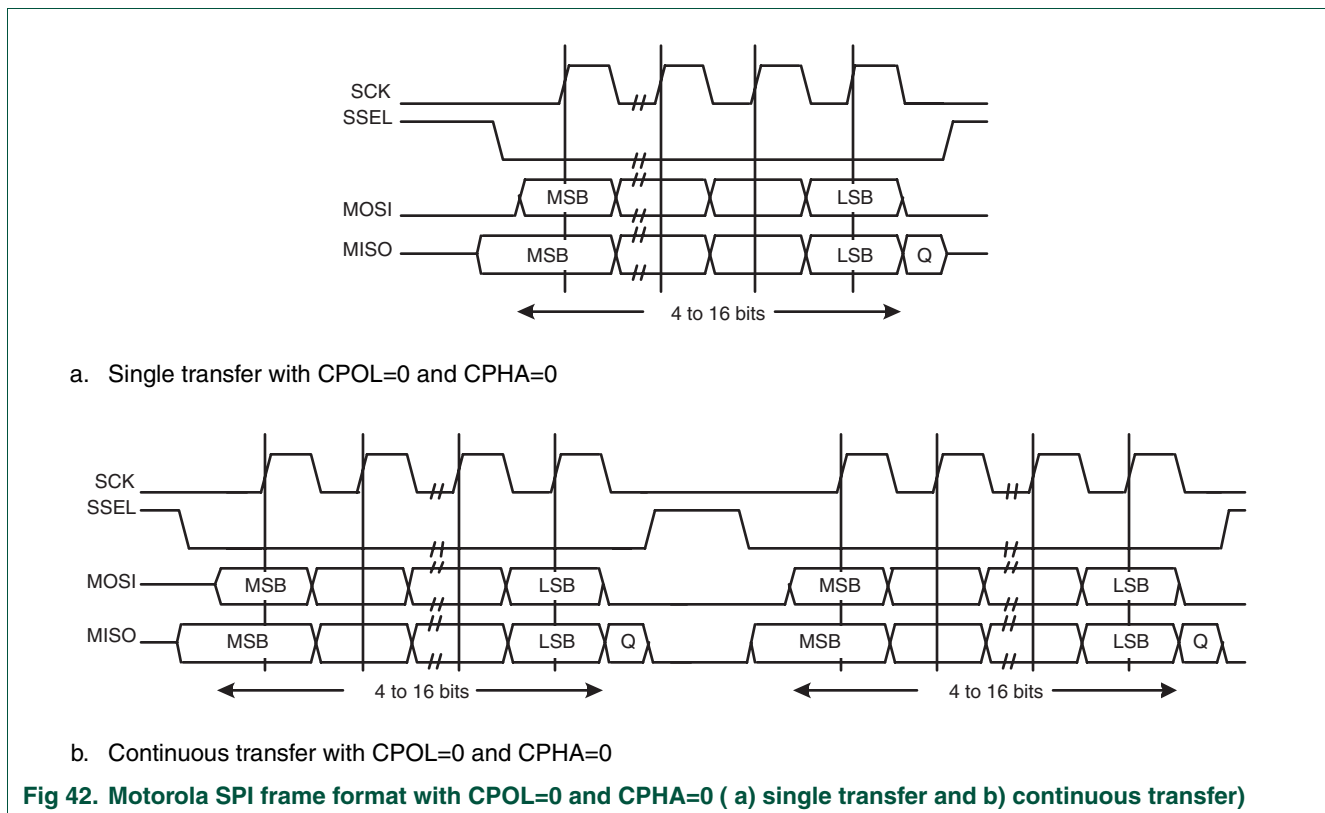 SCK
SSEL
MOSI
MSB
LSB
MISO
MSB
LSB
Q
4 to 16 bits
a. Single transfer with CPOL=0 and CPHA=0
SCK
SSEL
MOSI
MSB
LSB
MSB
LSB
MISO
MSB
LSB
Q
MSB
LSB
Q
4 to 16 bits
4 to 16 bits
b. Continuous transfer with CPOL=0 and CPHA=0
Fig 42. Motorola SPI frame format with CPOL=0 and CPHA=0 ( a) single transfer and b) continuous transfer)